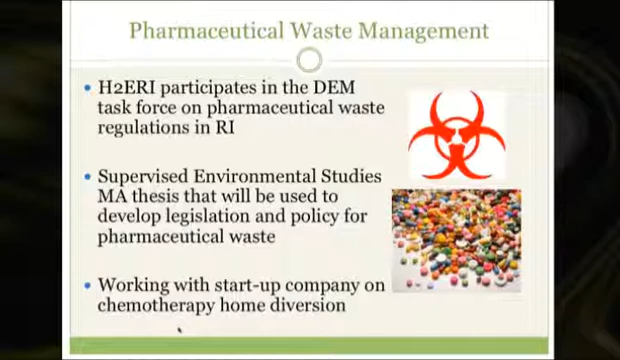 Pharmaceutical Waste Management
• H2ERI participates in the DEM
task force on pharmaceutical waste
regulations in RI
• Supervised Environmental Studies
MA thesis that will be used to
develop legislation and policy for
pharmaceutical waste
• Working with start-up company on
chemotherapy home diversion